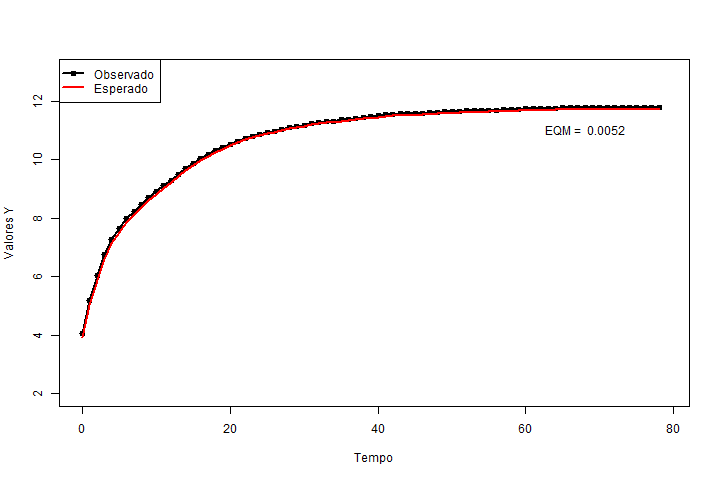 Observado
Esperado
12
EQM = 0.0052
10
8
6
4
2
Valores Y
0 20 40 60 80
Tempo